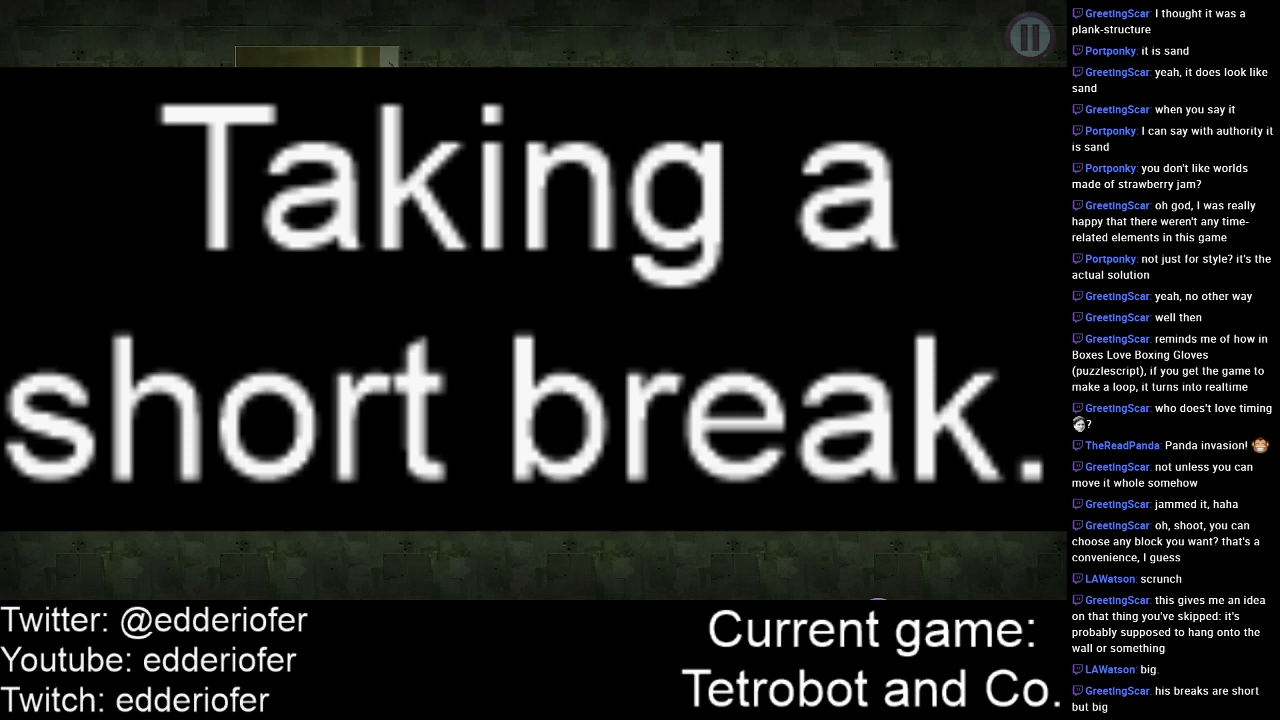 Taking a
short break.
Twitter: @edderiofer
Youtube: edderiofer
Twitch: edderiofer
Current game:
Tetrobot and Co.
GreetingScar: I thought it was a
plank-structure
Portponky: it is sand
GreetingScar: yeah, it does look like
sand
GreetingScar: when you say it
Portponky: I can say with authority it
is sand
Portponky: you don't like worlds
made of strawberry jam?
GreetingScar: oh god, I was really
happy that there weren't any time-
related elements in this game
Portponky: not just for style? it's the
actual solution
GreetingScar: yeah, no other way
GreetingScar: well then
GreetingScar: reminds me of how in
Boxes Love Boxing Gloves
(puzzlescript), if you get the game to
make a loop, it turns into realtime
GreetingScar: who does't love timing
?
TheReadPanda: Panda invasion!
GreetingScar: not unless you can
move it whole somehow
GreetingScar: jammed it, haha
GreetingScar: oh, shoot, you can
choose any block you want? that's a
convenience, I guess
LAWatson: scrunch
GreetingScar: this gives me an idea
on that thing you've skipped: it's
probably supposed to hang onto the
wall or something
LAWatson: big
GreetingScar: his breaks are short
but big